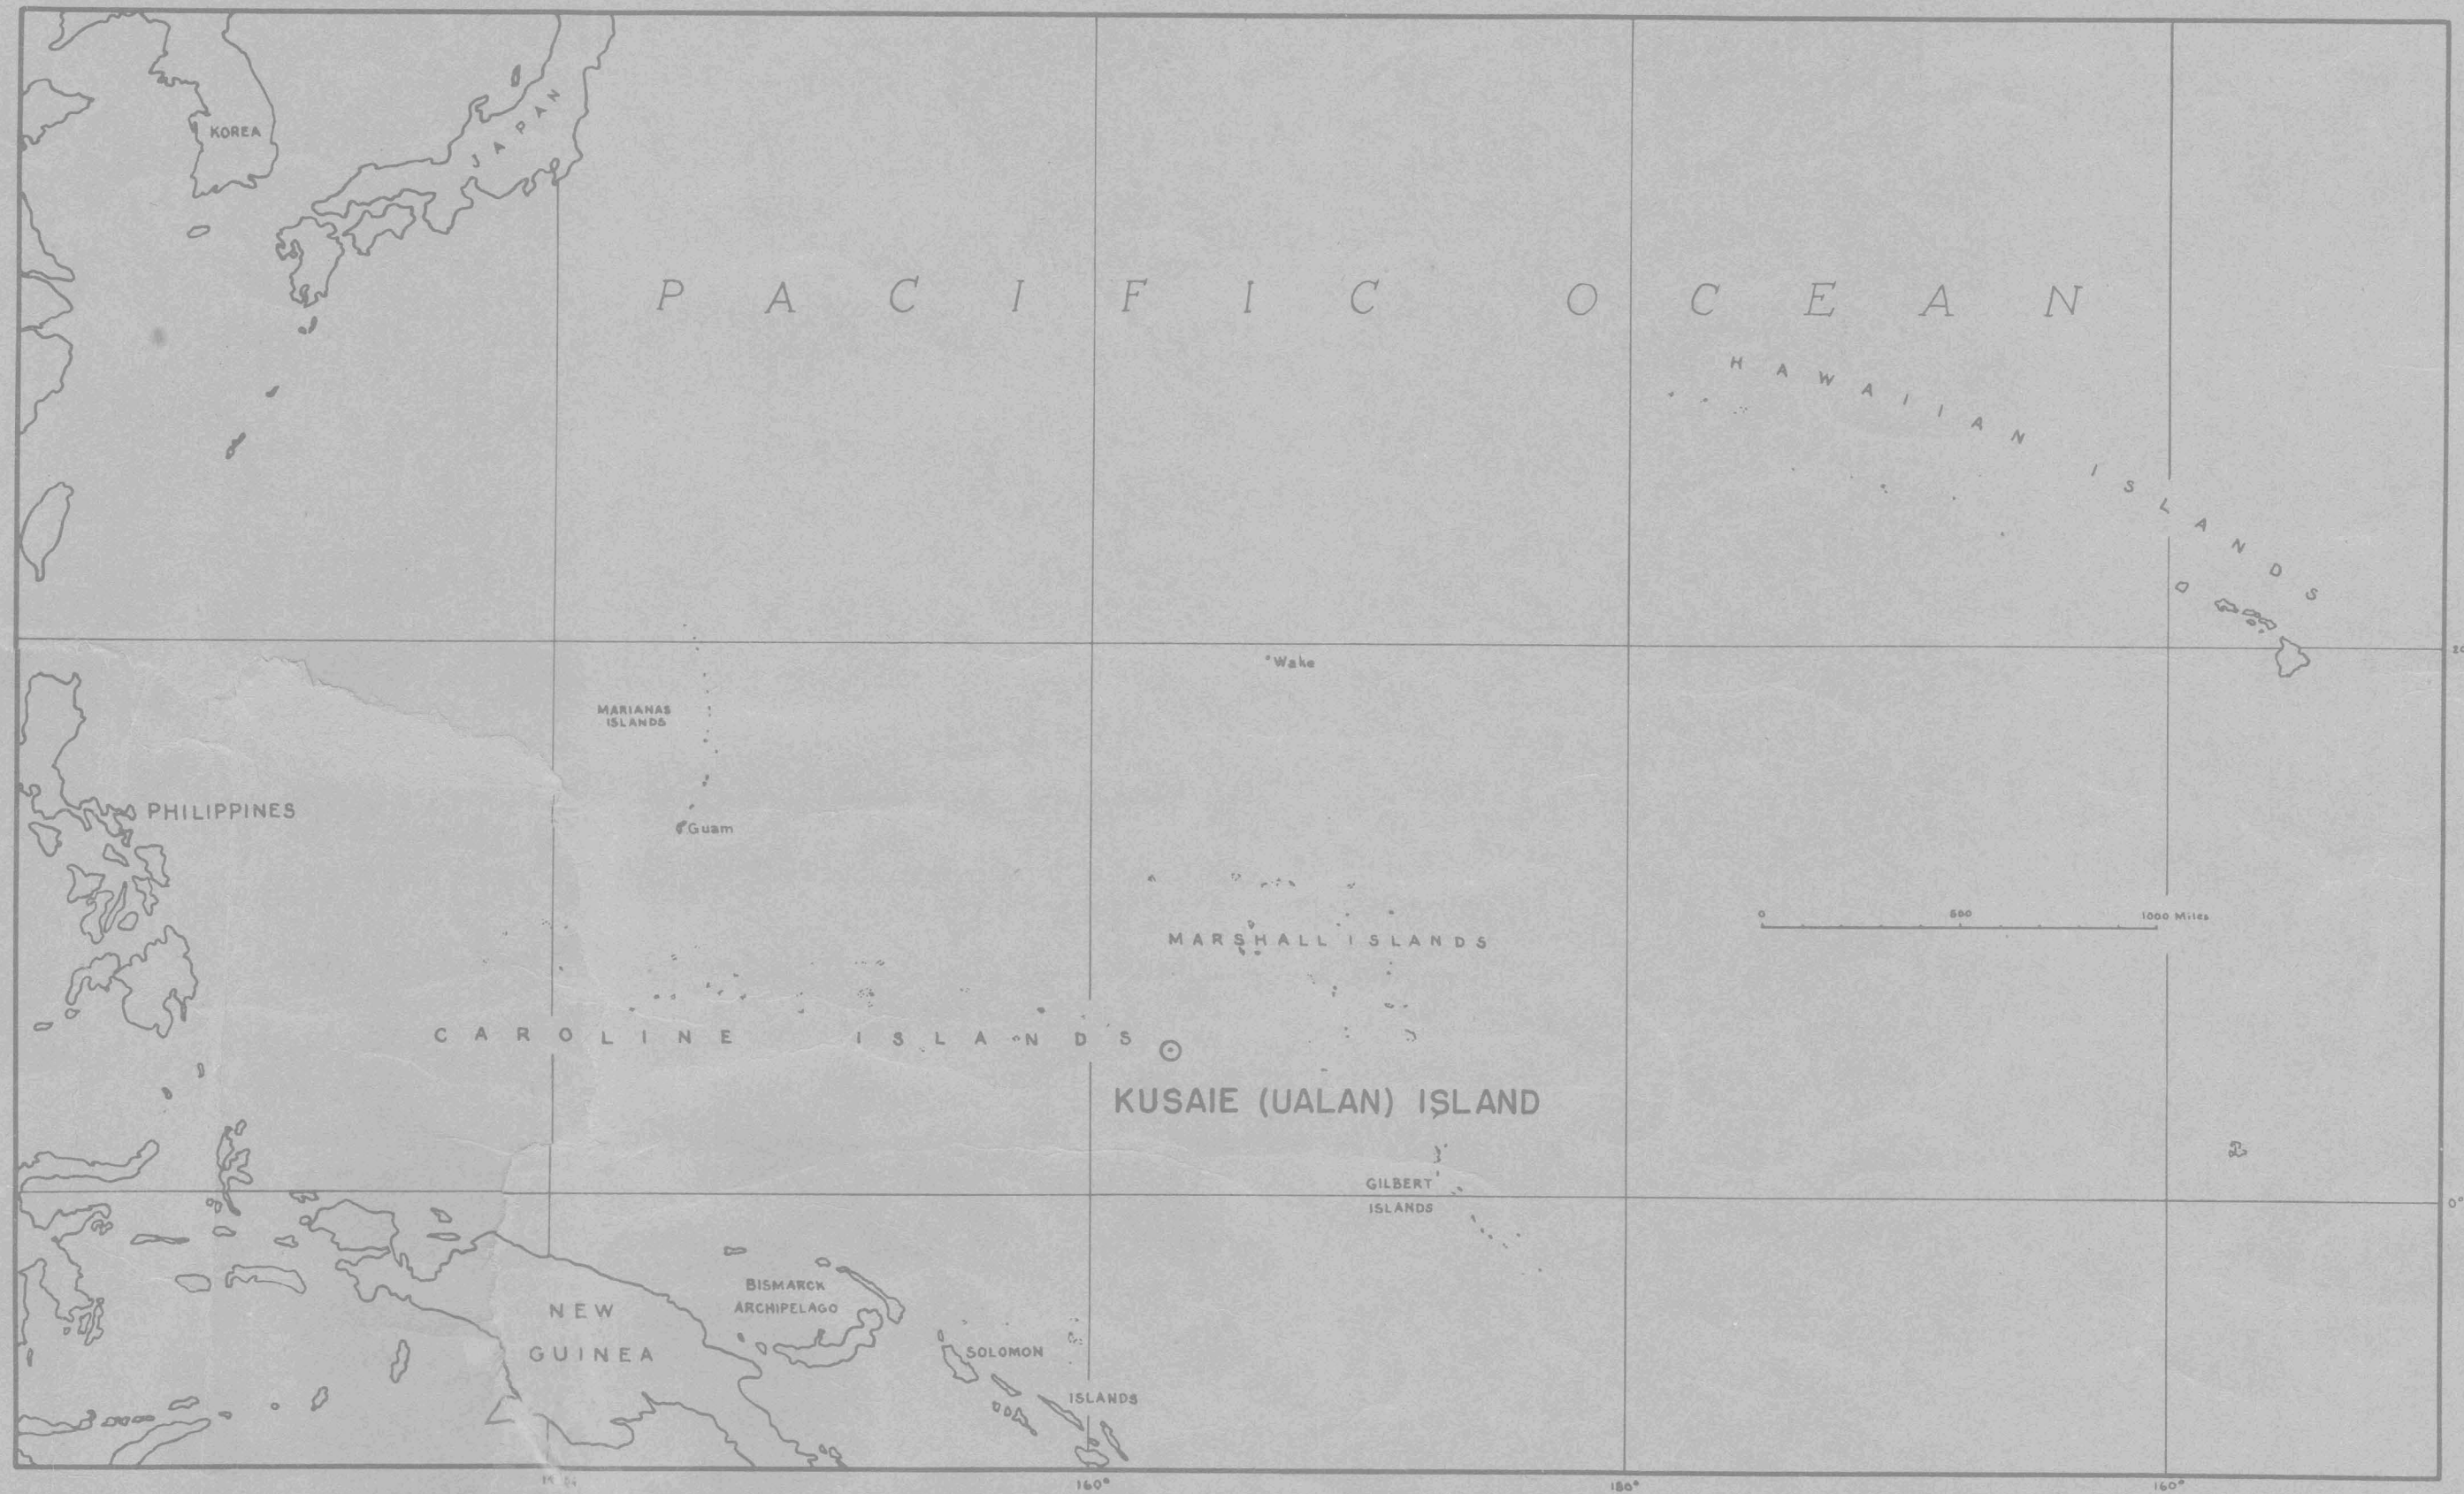 KOREA
JAPAN
PACIFIC OCEAN
HAWAIIAN ISLANDS
20
Wake
MARIANAS
ISLANDS
PHILIPPINES
Guam
0 500 1000 Miles
MARSHALL ISLANDS
CAROLINE ISLANDS
KUSAIE (UALAN) ISLAND
GILBERT
ISLANDS
0°
BISMARCK
ARCHIPELAGO
NEW
GUINEA
SOLOMON
ISLANDS
160° 180° 160°